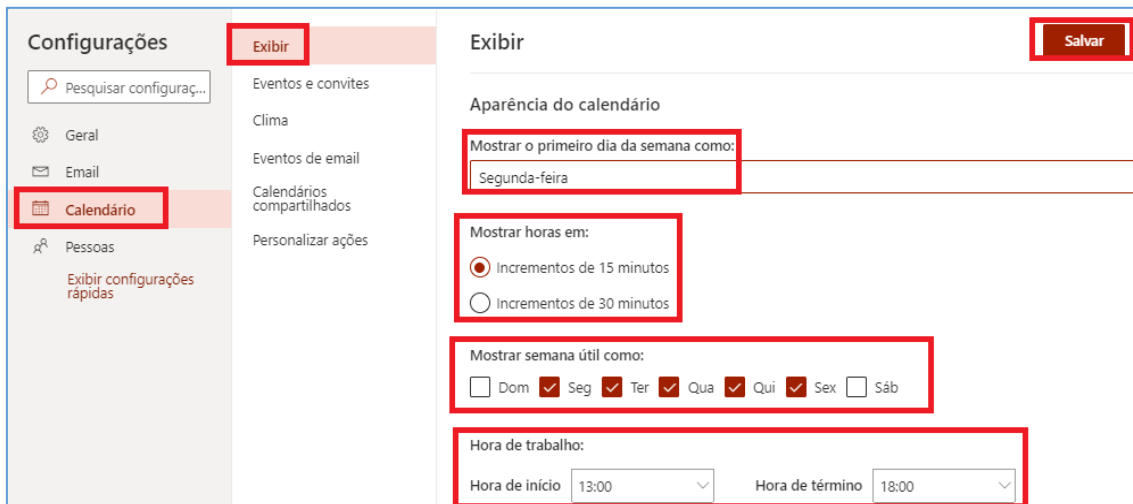 Configurações
Pesquisar configuraç...
Geral
Email
Calendário
Pessoas
Exibir configurações
rápidas
Exibir
Eventos e convites
Clima
Eventos de email
Calendários
compartilhados
Personalizar ações
Exibir
Salvar
Aparência do calendário
Mostrar o primeiro dia da semana como:
Segunda-feira
Mostrar horas em:
Incrementos de 15 minutos
Incrementos de 30 minutos
Mostrar semana útil como:
Dom Seg Ter Qua Qui Sex Sáb
Hora de trabalho:
Hora de início 13:00 Hora de término 18:00